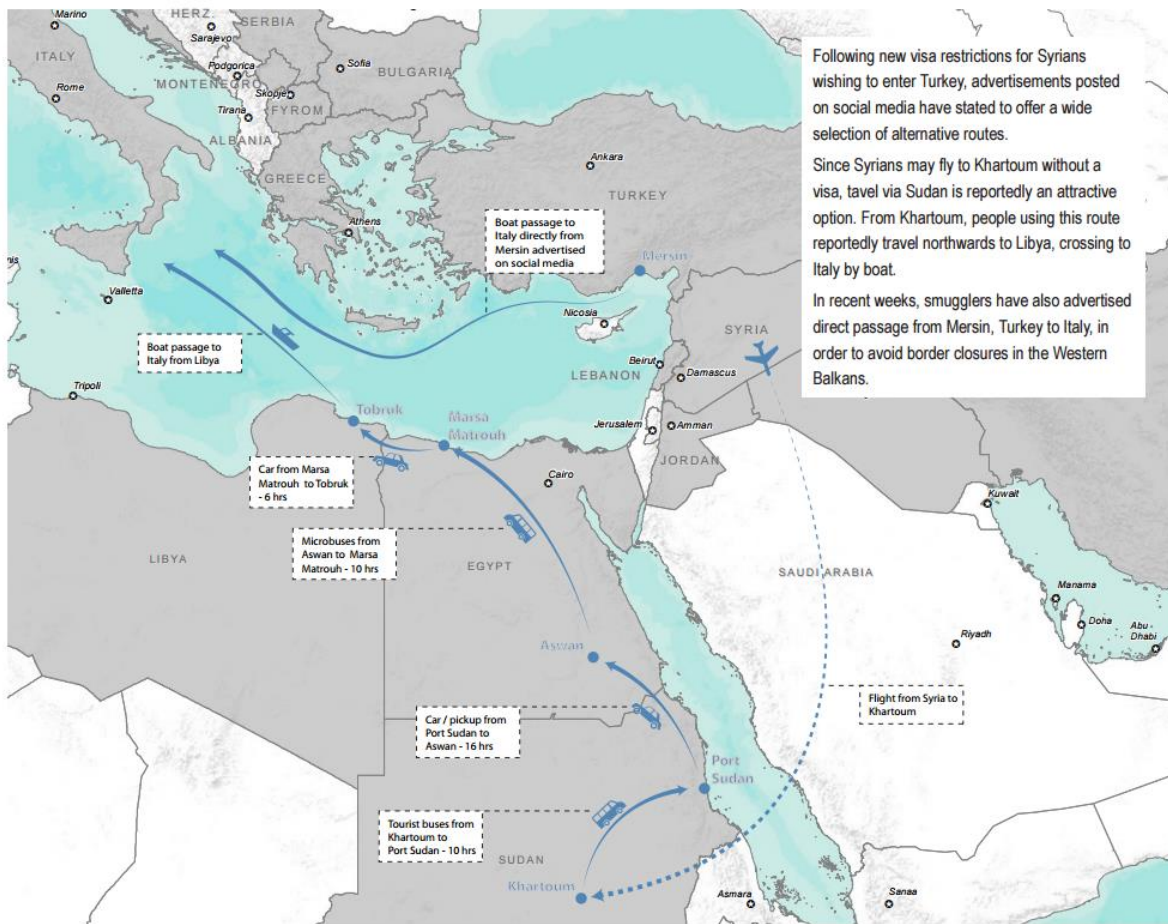 Marino
HERZ.
Sarajevo
SERBIA
ITALY
Podgorica
MONTENEGRO
Sofia
BULGARIA
Rome
Skopje
Tirana
FYROM
ALBANIA
GREECE
Ankara
TURKEY
Athens
Following new visa restrictions for Syrians
wishing to enter Turkey, advertisements posted
on social media have stated to offer a wide
selection of alternative routes.
Since Syrians may fly to Khartoum without a
visa, tavel via Sudan is reportedly an attractive
option. From Khartoum, people using this route
reportedly travel northwards to Libya, crossing to
Italy by boat.
In recent weeks, smugglers have also advertised
direct passage from Mersin, Turkey to Italy, in
order to avoid border closures in the Western
Balkans.
Boat passage to
Italy directly from
Mersin advertised
on social media
Mersin
nis
Valletta
Nicosia
SYRIA
Boat passage to
Italy from Libya
Beirut
LEBANON
Damascus
Tripoli
Tobruk
Marsa
Matrouh
Jerusalem
Amman
JORDAN
Car from Marsa
Matrouh to Tobruk
- 6 hrs
Cairo
Kuwait
Microbuses from
Aswan to Marsa
Matrouh - 10 hrs
LIBYA
EGYPT
SAUDI ARABIA
Manama
Doha
Abu
Dhabi
Riyadh
Aswan
Flight from Syria to
Khartoum
Car / pickup from
Port Sudan to
Aswan - 16 hrs
Port
Sudan
Tourist buses from
Khartoum to
Port Sudan - 10 hrs
SUDAN
Khartoum
Asmara
Sanaa